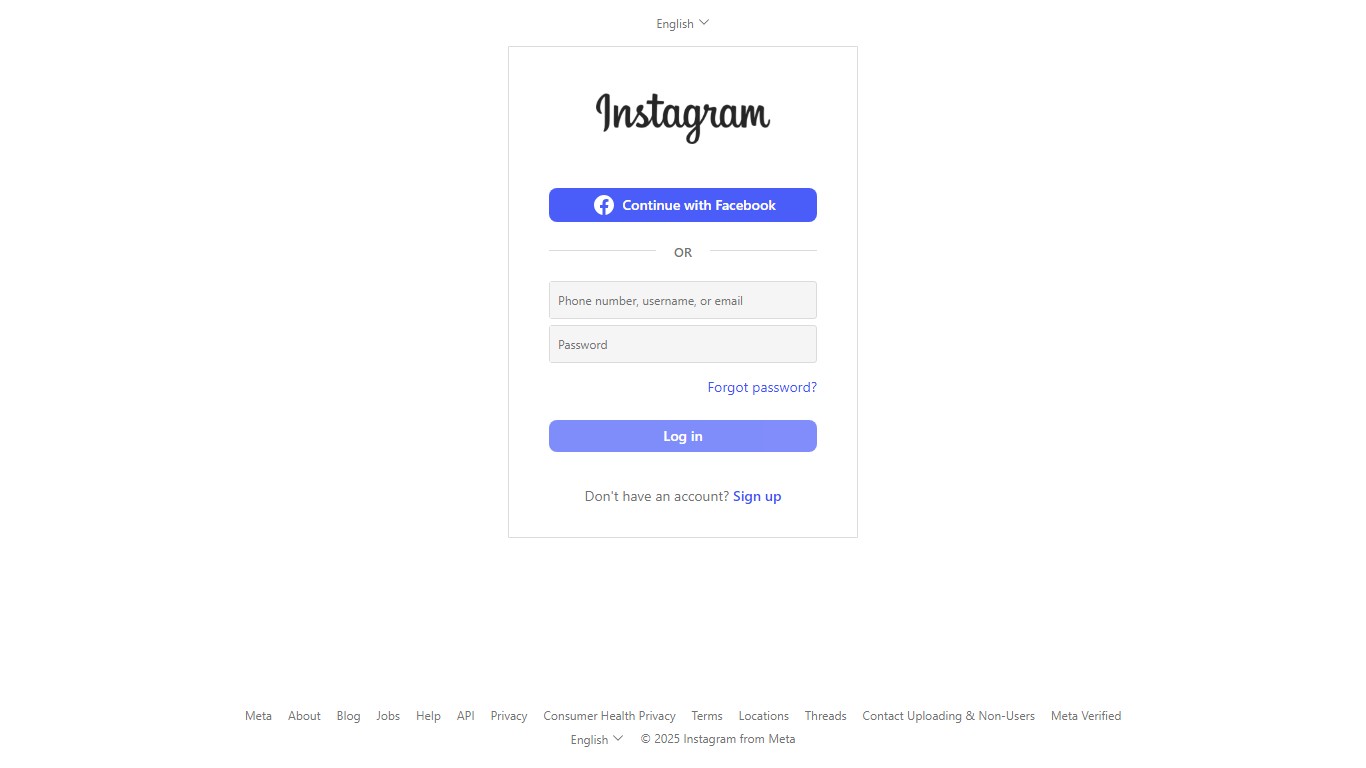 English
Instagram
Continue with Facebook
OR
Phone number, username, or email
Password
Forgot password?
Log in
Don't have an account? Sign up
Meta About Blog Jobs Help API Privacy Consumer Health Privacy Terms Locations Threads Contact Uploading & Non-Users Meta Verified
English © 2025 Instagram from Meta